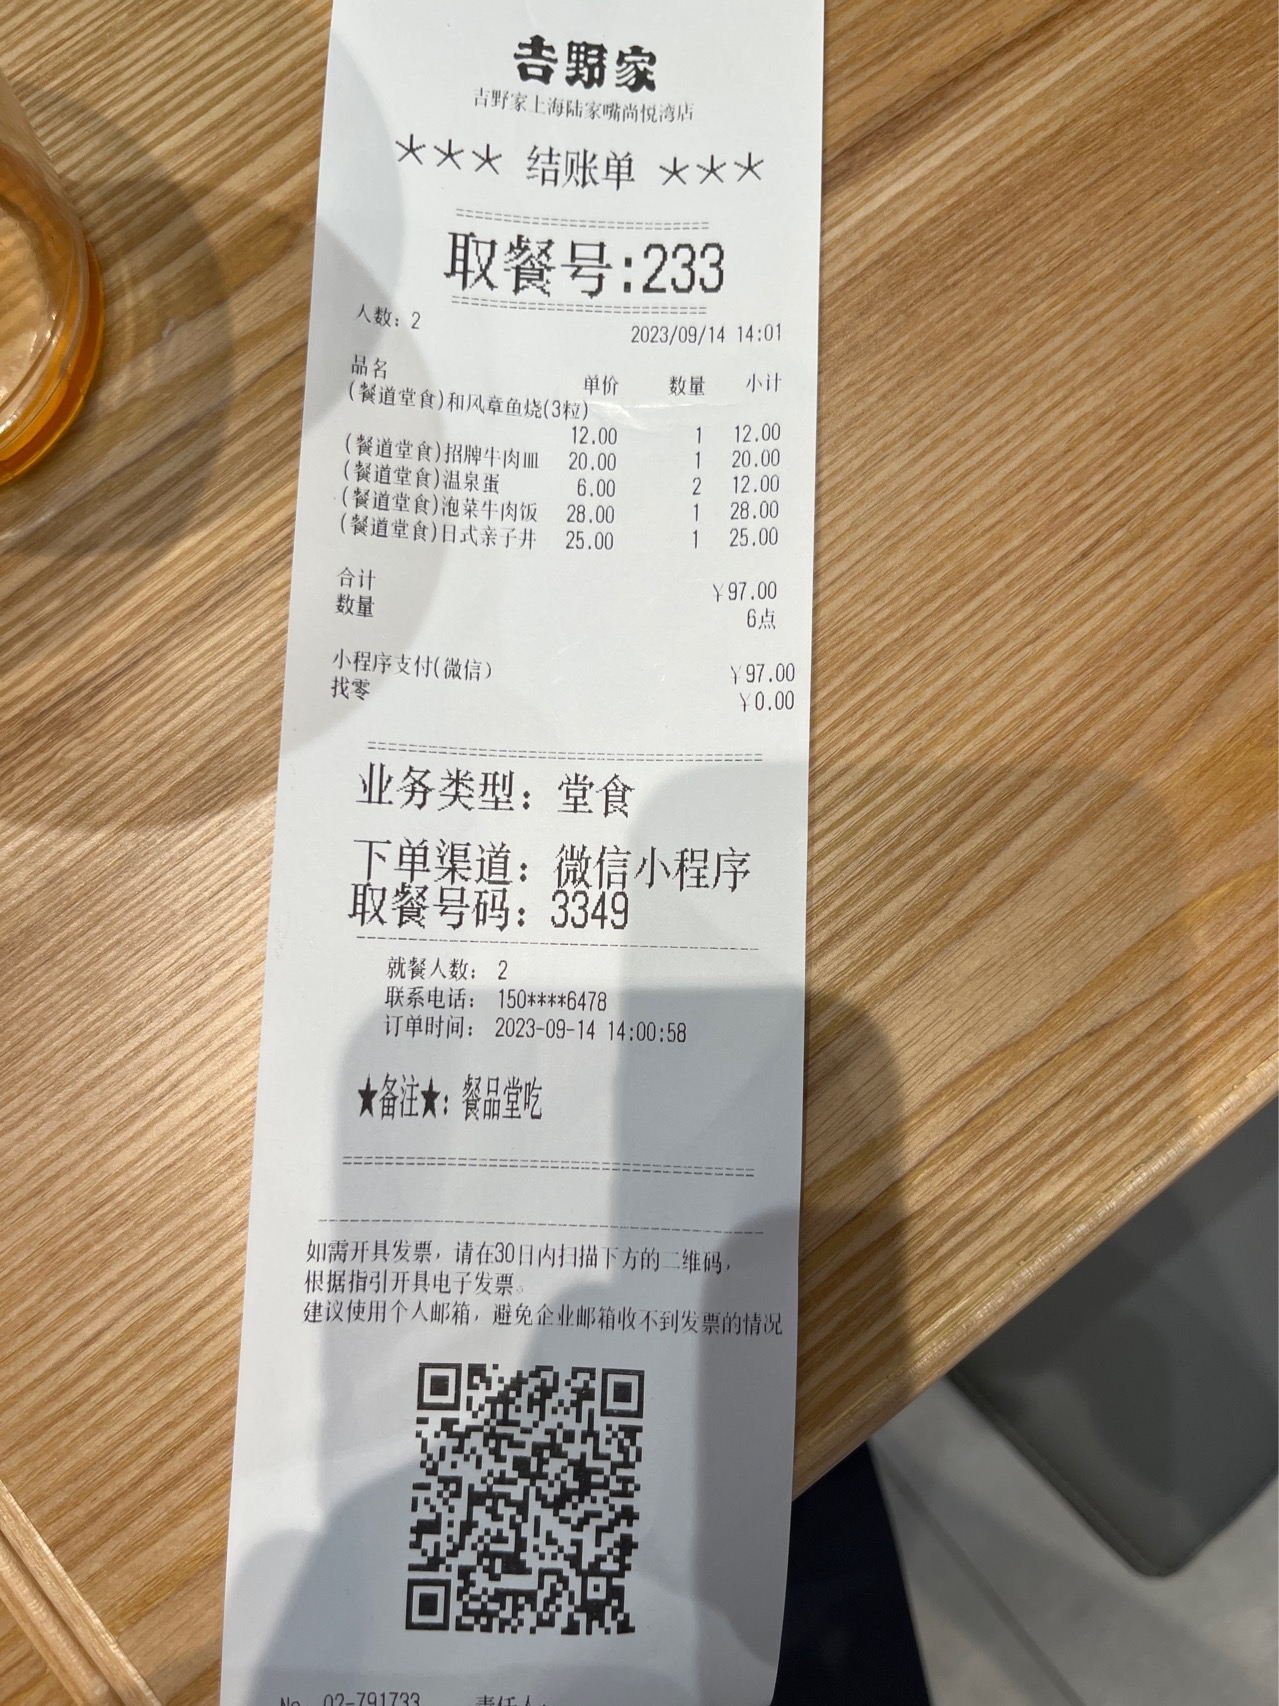 吉野家
吉野家上海陆家嘴尚悦湾店
*** 结账单 ***
取餐号:233
人数：2
2023/09/14 14:01
品名 单价 数量 小计
(餐道堂食)和风章鱼烧(3粒)
12.00 1 12.00
(餐道堂食)招牌牛肉皿 20.00 1 20.00
(餐道堂食)温泉蛋 6.00 2 12.00
(餐道堂食)泡菜牛肉饭 28.00 1 28.00
(餐道堂食)日式亲子丼 25.00 1 25.00
合计 ¥97.00
数量 6点
小程序支付(微信) ¥97.00
找零 ¥0.00
业务类型：堂食
下单渠道：微信小程序
取餐号码：3349
就餐人数： 2
联系电话： 150****6478
订单时间： 2023-09-14 14:00:58
★备注★：餐品堂吃
如需开具发票，请在30日内扫描下方的二维码，
根据指引开具电子发票。
建议使用个人邮箱，避免企业邮箱收不到发票的情况
No 02-791733 责任人：